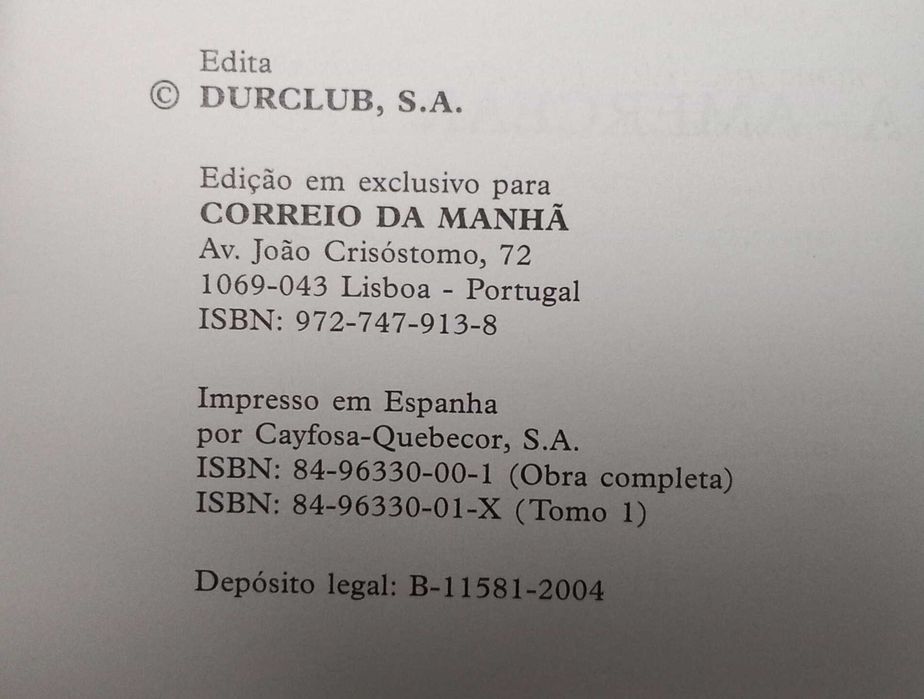 Edita
© DURCLUB, S.A.
Edição em exclusivo para
CORREIO DA MANHÃ
Av. João Crisóstomo, 72
1069-043 Lisboa - Portugal
ISBN: 972-747-913-8
Impresso em Espanha
por Cayfosa-Quebecor, S.A.
ISBN: 84-96330-00-1 (Obra completa)
ISBN: 84-96330-01-X (Tomo 1)
Depósito legal: B-11581-2004